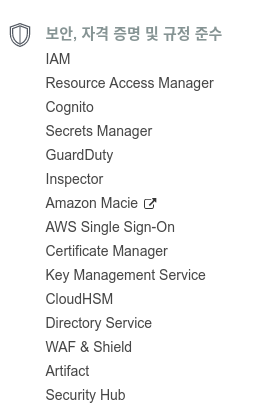 보안, 자격 증명 및 규정 준수
IAM
Resource Access Manager
Cognito
Secrets Manager
GuardDuty
Inspector
Amazon Macie
AWS Single Sign-On
Certificate Manager
Key Management Service
CloudHSM
Directory Service
WAF & Shield
Artifact
Security Hub